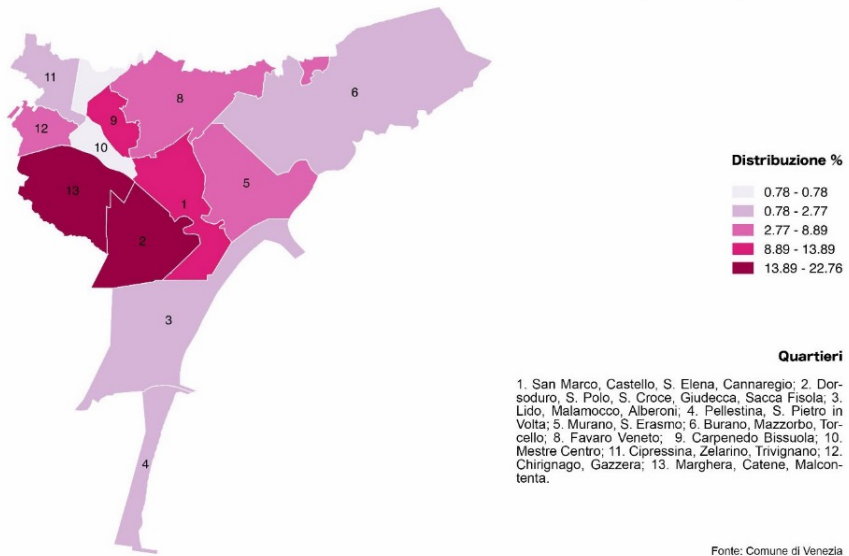 11
8
6
9
12
10
5
13
1
2
3
4
Distribuzione %
0.78 - 0.78
0.78 - 2.77
2.77 - 8.89
8.89 - 13.89
13.89 - 22.76
Quartieri
1. San Marco, Castello, S. Elena, Cannaregio; 2. Dor-
soduro, S. Polo, S. Croce, Giudecca, Sacca Fisola; 3.
Lido, Malamocco, Alberoni; 4. Pellestina, S. Pietro in
Volta; 5. Murano, S. Erasmo; 6. Burano, Mazzorbo, Tor-
cello; 8. Favaro Veneto; 9. Carpenedo Bissuola; 10.
Mestre Centro; 11. Cipressina, Zelarino, Trivignano; 12.
Chirignago, Gazzera; 13. Marghera, Catene, Malcon-
tenta.
Fonte: Comune di Venezia